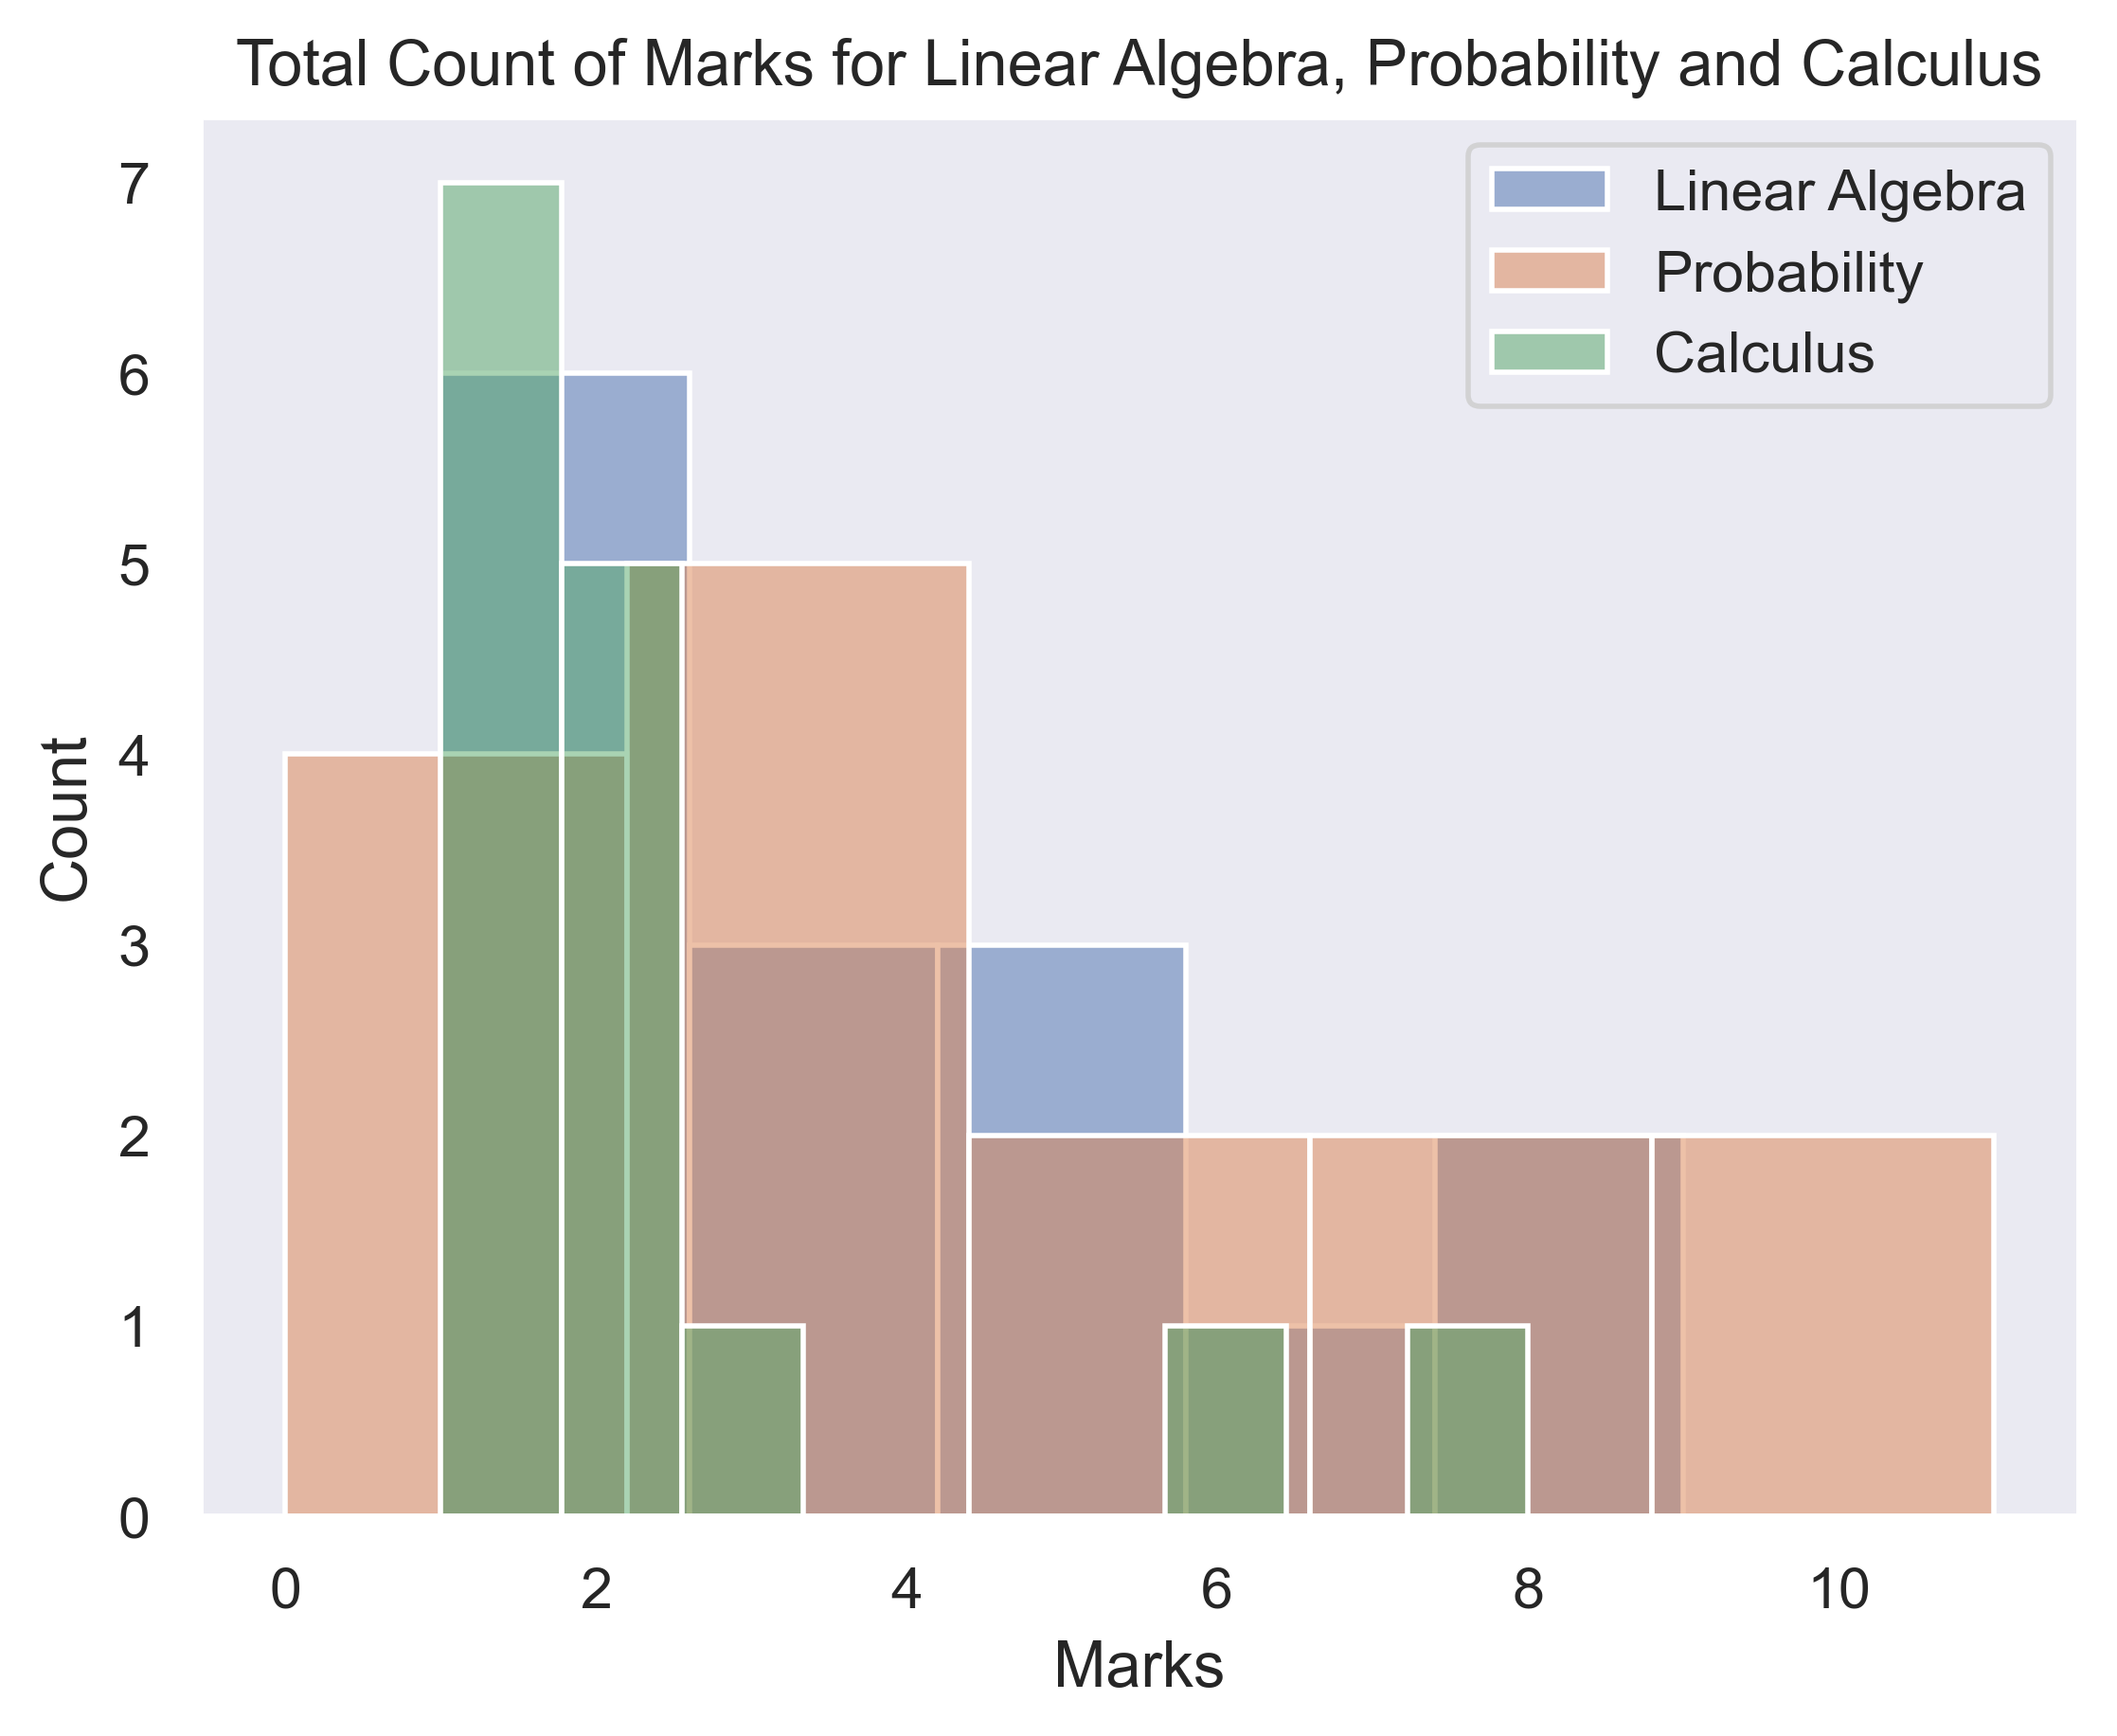 Total Count of Marks for Linear Algebra, Probability and Calculus
Linear Algebra
Probability
Calculus
7
6
5
4
3
2
1
0
Count
0 2 4 6 8 10
Marks